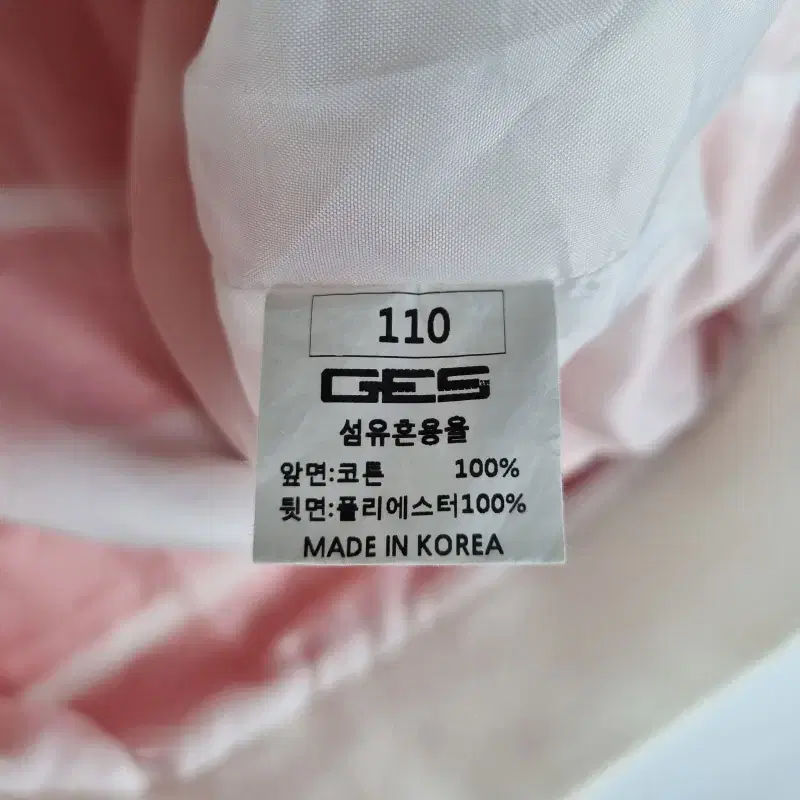 110
GES
섬유혼용율
앞면:코튼 100%
뒷면:폴리에스터100%
MADE IN KOREA